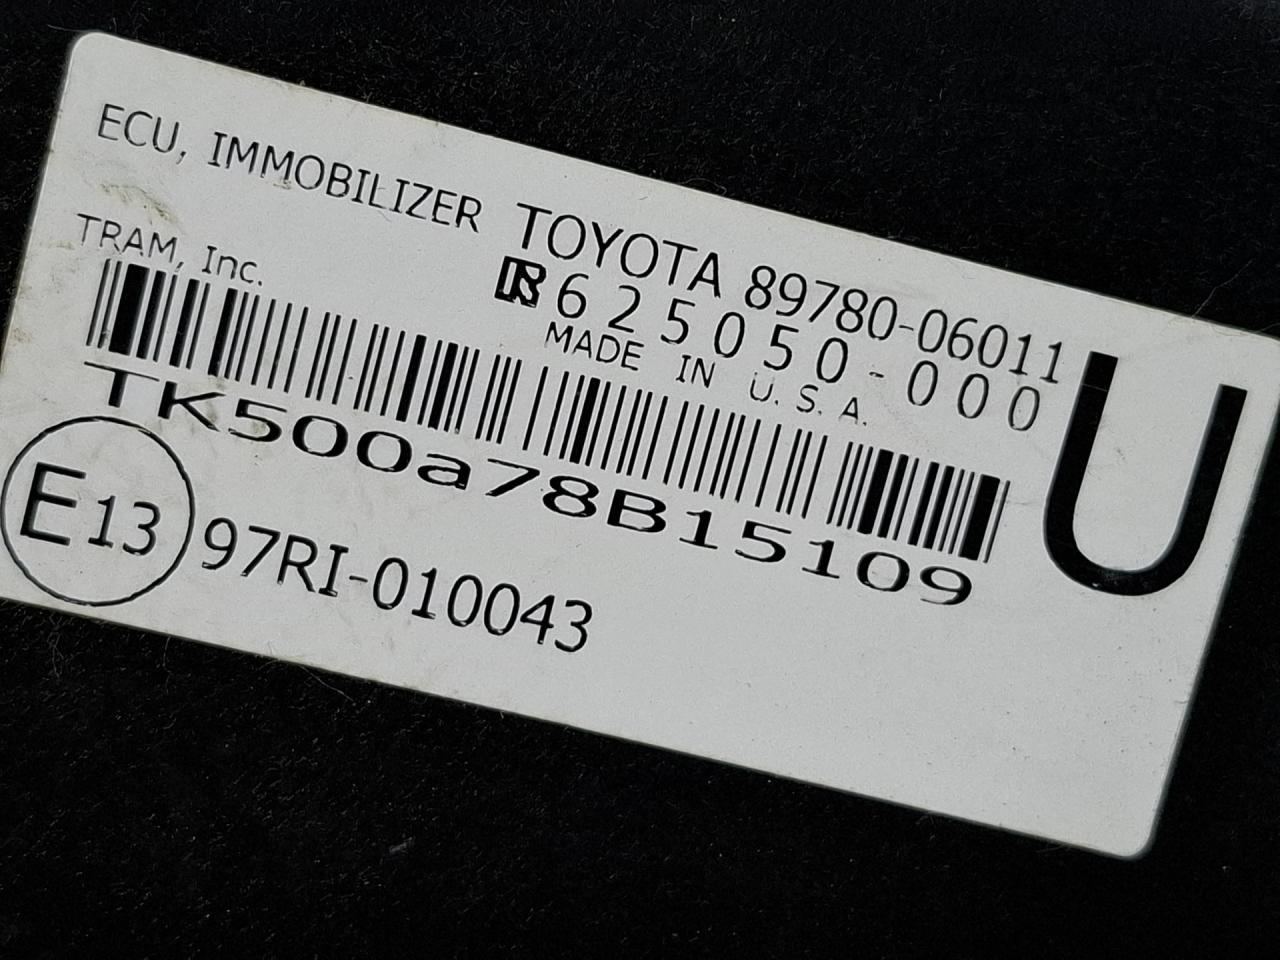 ECU, IMMOBILIZER TOYOTA 89780-06011
TRAM, Inc. 625050-000
MADE IN U.S.A.
U
TK500a78B15109
E13 97RI-010043